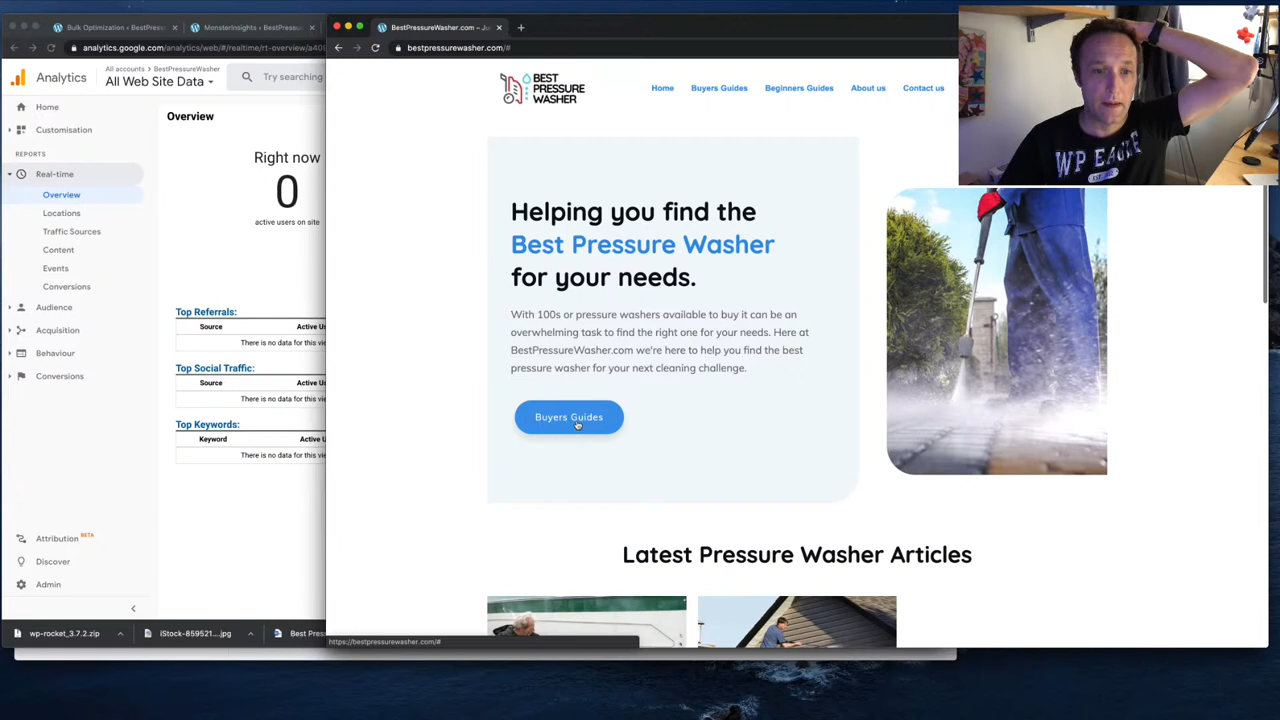 Bulk Optimization ‹ BestPress
MonsterInsights ‹ BestPressur
analytics.google.com/analytics/web/#/realtime/rt-overview/a401
Analytics
All accounts > BestPressureWasher
All Web Site Data
Try searching
Home
Customisation
REPORTS
Real-time
Overview
Locations
Traffic Sources
Content
Events
Conversions
Audience
Acquisition
Behaviour
Conversions
Attribution BETA
Discover
Admin
Overview
Right now
0
active users on site
Top Referrals:
Source
Active Us
There is no data for this vie
Top Social Traffic:
Source
Active Us
There is no data for this vie
Top Keywords:
Keyword
Active U
There is no data for this vie
wp-rocket_3.7.2.zip
iStock-859521....jpg
Best Pres
BestPressureWasher.com – Ju
bestpressurewasher.com/#
BEST
PRESSURE
WASHER
Home
Buyers Guides
Beginners Guides
About us
Contact us
Helping you find the
Best Pressure Washer
for your needs.
With 100s or pressure washers available to buy it can be an
overwhelming task to find the right one for your needs. Here at
BestPressureWasher.com we're here to help you find the best
pressure washer for your next cleaning challenge.
Buyers Guides
Latest Pressure Washer Articles
https://bestpressurewasher.com/#
WP EAGLE